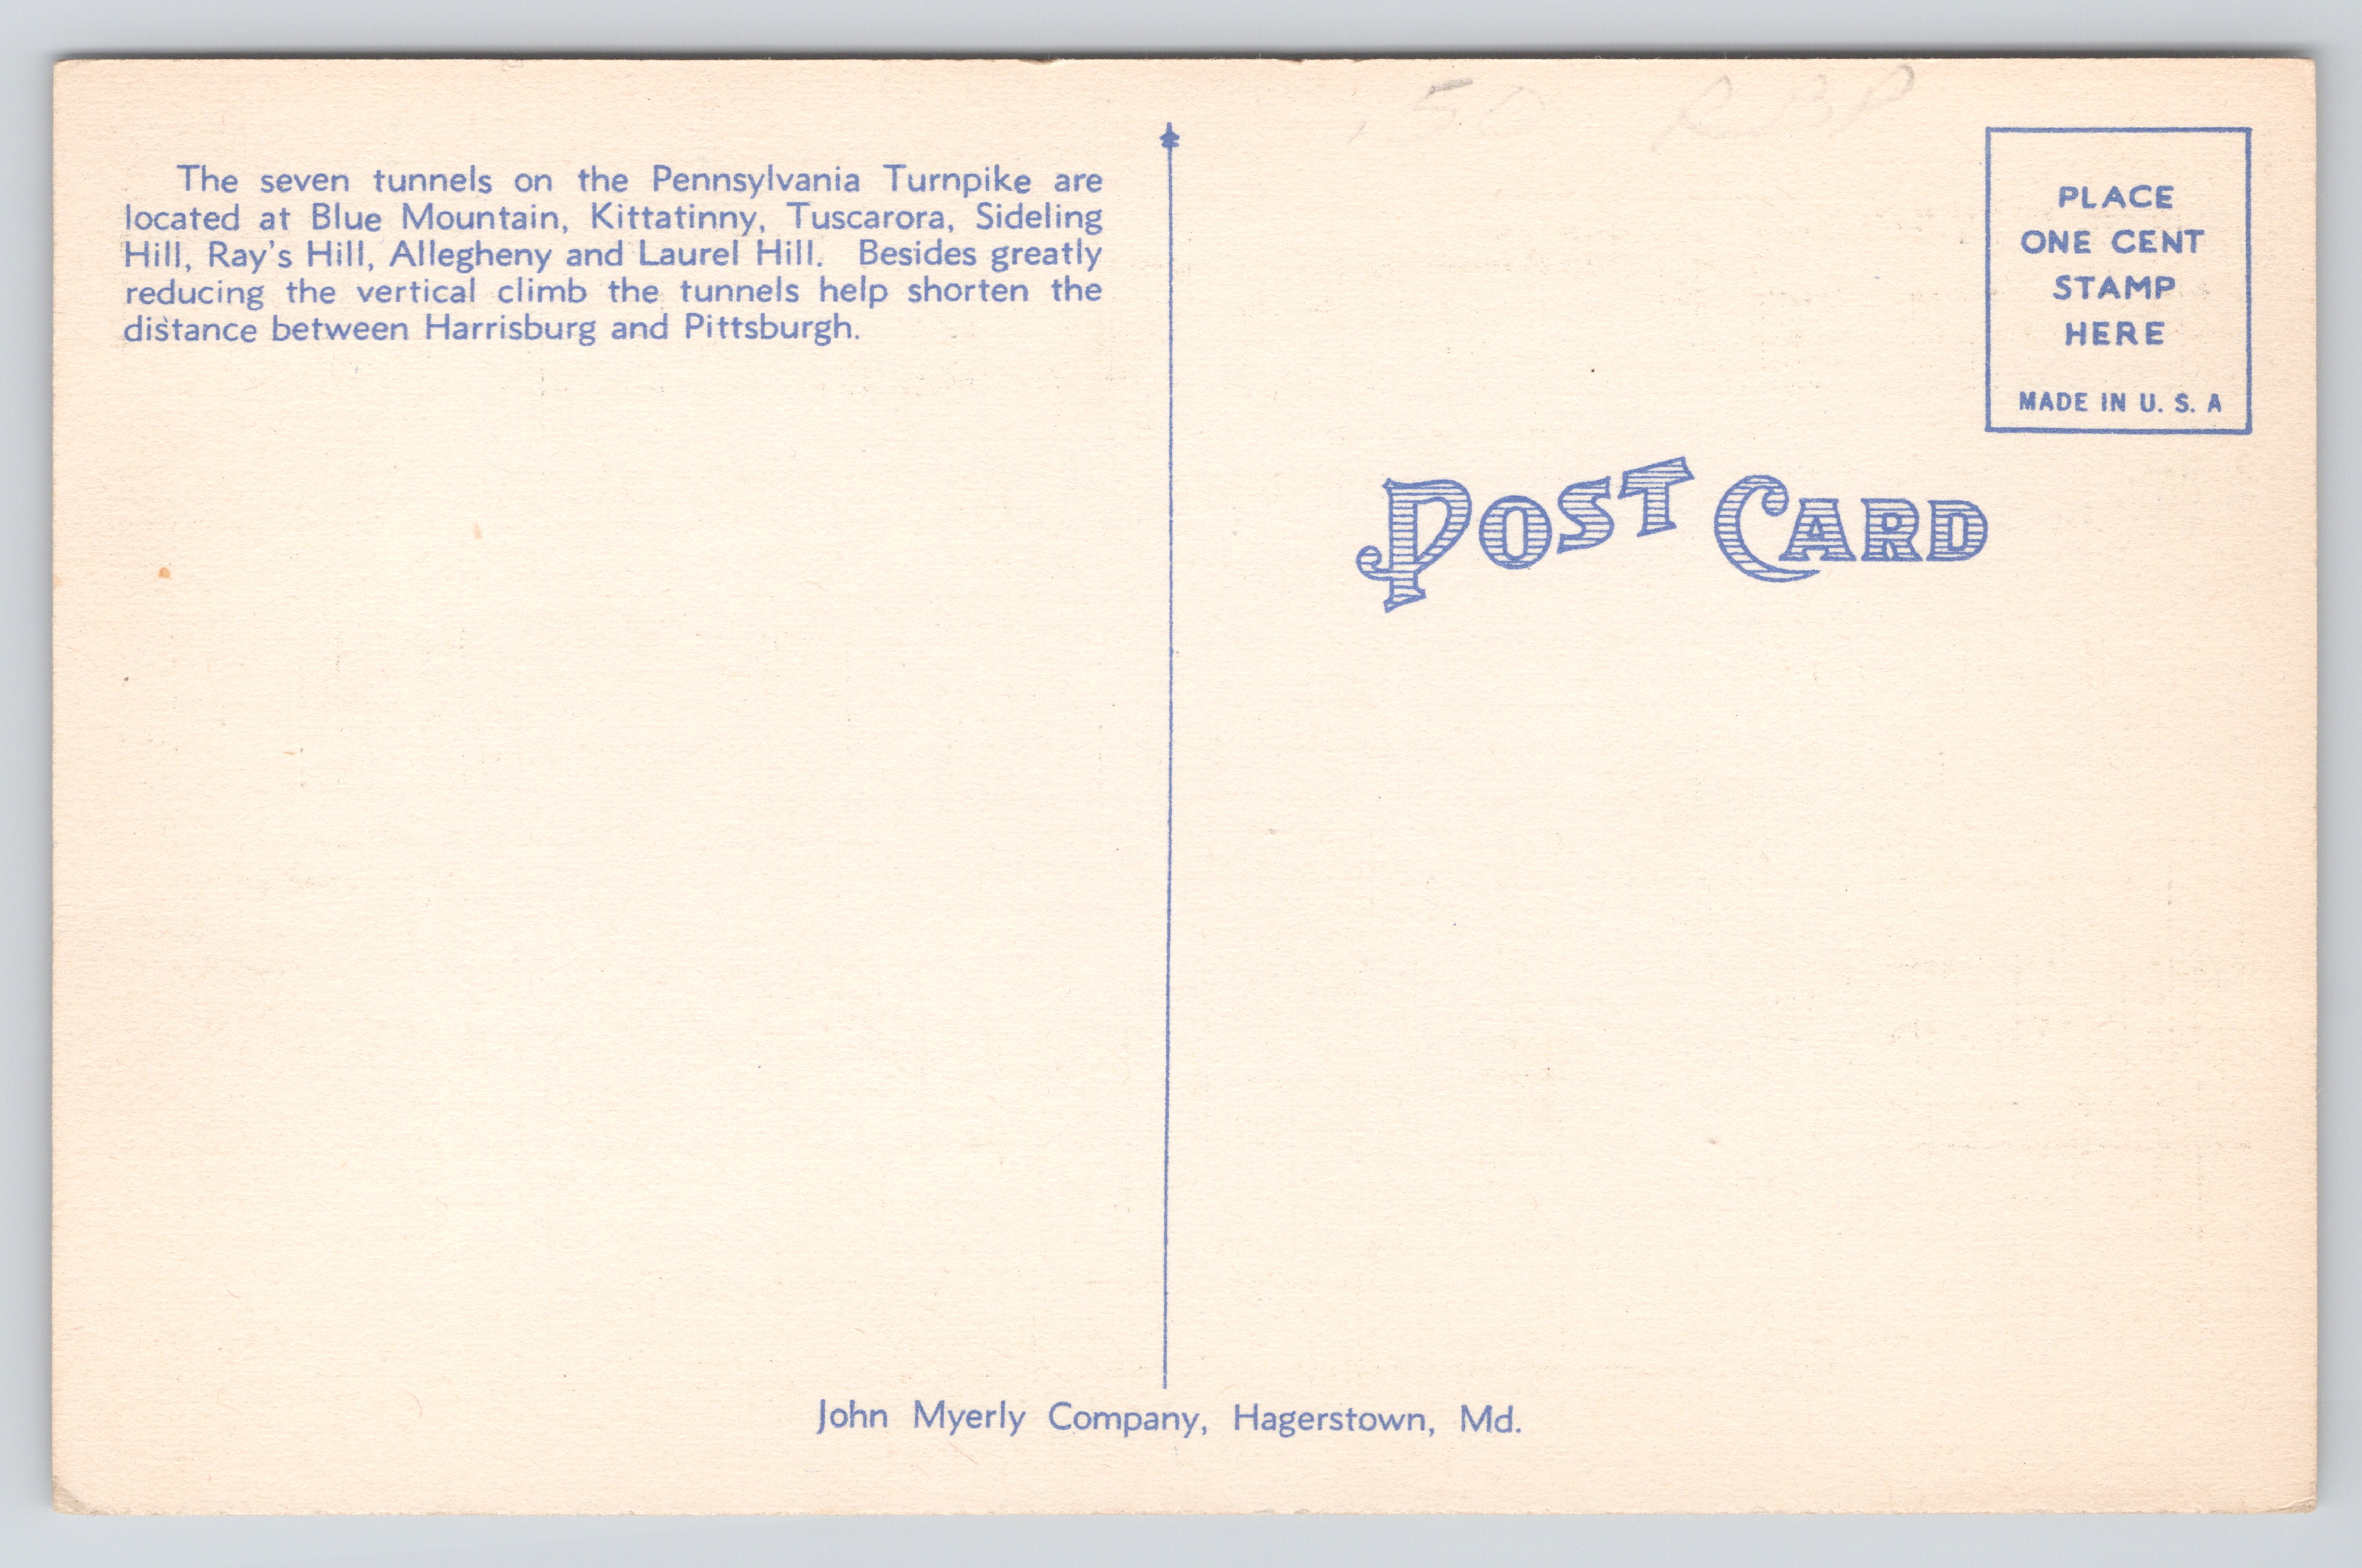 .50 RBP
The seven tunnels on the Pennsylvania Turnpike are
located at Blue Mountain, Kittatinny, Tuscarora, Sideling
Hill, Ray's Hill, Allegheny and Laurel Hill. Besides greatly
reducing the vertical climb the tunnels help shorten the
distance between Harrisburg and Pittsburgh.
PLACE
ONE CENT
STAMP
HERE
MADE IN U. S. A
POST CARD
John Myerly Company, Hagerstown, Md.